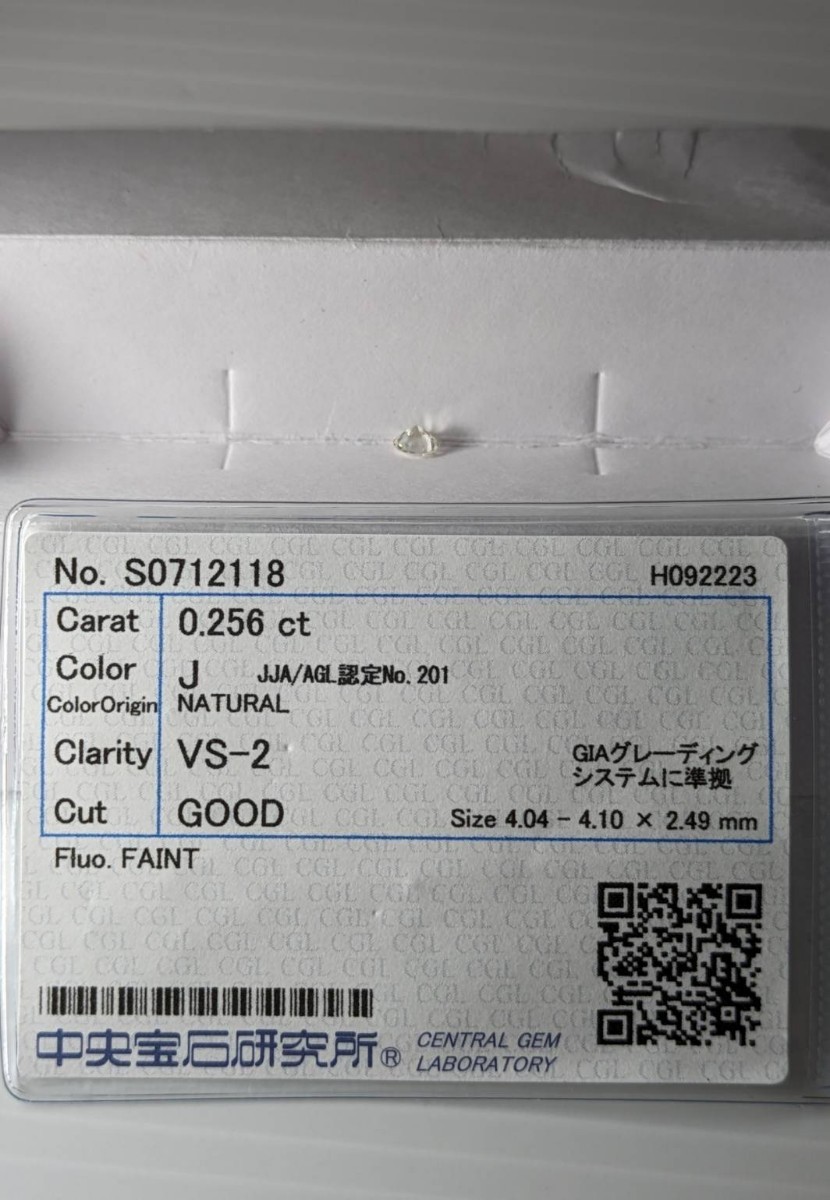 No. S0712118 H092223
Carat 0.256 ct
Color J JJA/AGL認定No. 201
ColorOrigin NATURAL
Clarity VS-2 GIAグレーディング
システムに準拠
Cut GOOD Size 4.04 - 4.10 × 2.49 mm
Fluo. FAINT
中央宝石研究所® CENTRAL GEM
LABORATORY